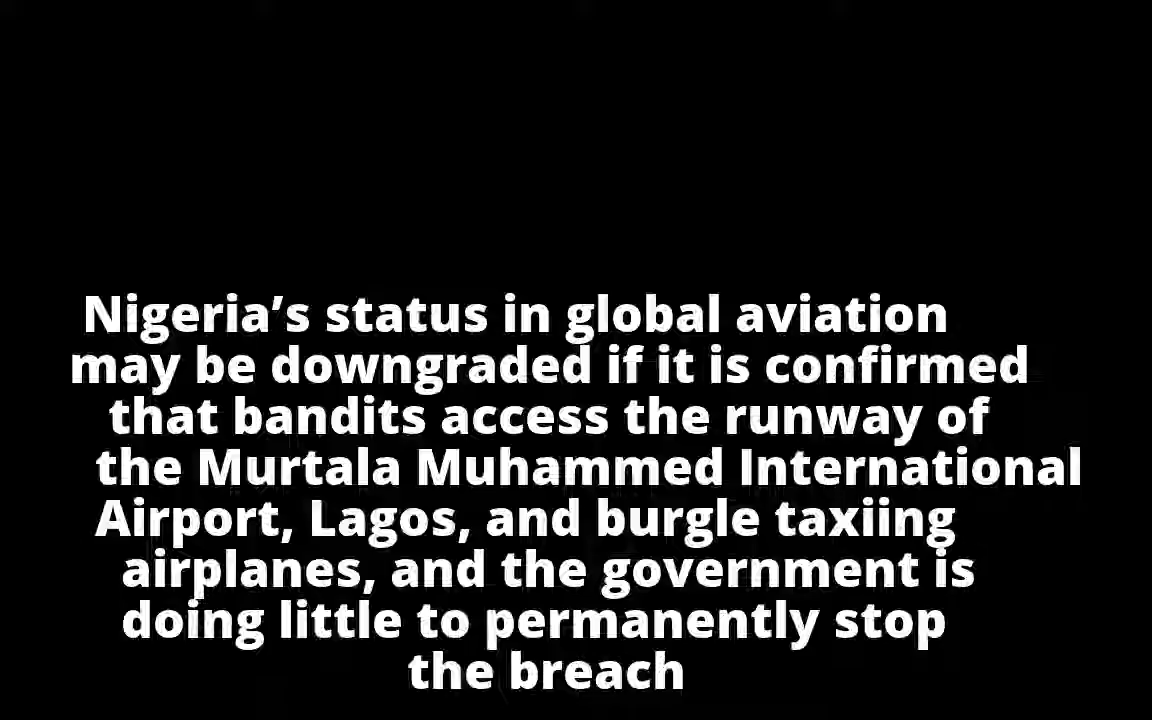 Nigeria’s status in global aviation
may be downgraded if it is confirmed
that bandits access the runway of
the Murtala Muhammed International
Airport, Lagos, and burgle taxiing
airplanes, and the government is
doing little to permanently stop
the breach